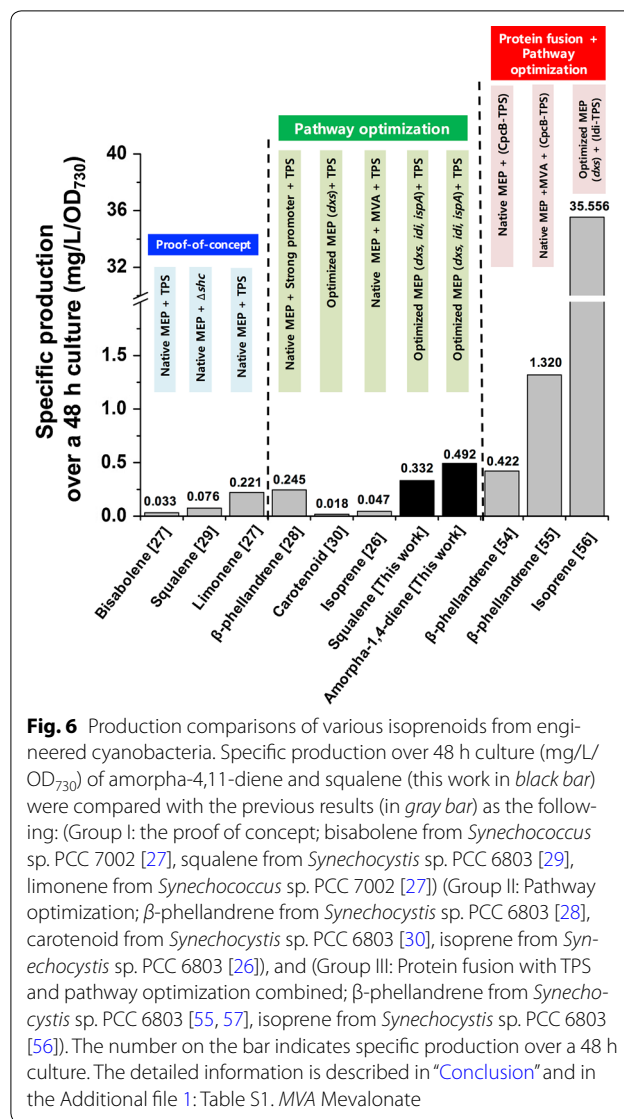 Protein fusion +
Pathway
optimization
Pathway optimization
Proof-of-concept
Native MEP + TPS
Native MEP + Δshc
Native MEP + TPS
Native MEP + Strong promoter + TPS
Optimized MEP (dxs)+ TPS
Native MEP + MVA + TPS
Optimized MEP (dxs, idi, ispA)+ TPS
Optimized MEP (dxs, idi, ispA)+ TPS
Native MEP + (CpcB-TPS)
Native MEP +MVA + (CpcB-TPS)
Optimized MEP
(dxs) + (Idi-TPS)
Specific production
over a 48 h culture (mg/L/OD730)
40
36
32
1.5
1.0
0.5
0.0
0.033
0.076
0.221
0.245
0.018
0.047
0.332
0.492
0.422
1.320
35.556
Bisabolene [27]
Squalene [29]
Limonene [27]
β-phellandrene [28]
Carotenoid [30]
Isoprene [26]
Squalene [This work]
Amorpha-1,4-diene [This work]
β-phellandrene [54]
β-phellandrene [55]
Isoprene [56]
Fig. 6 Production comparisons of various isoprenoids from engi-
neered cyanobacteria. Specific production over 48 h culture (mg/L/
OD730) of amorpha-4,11-diene and squalene (this work in black bar)
were compared with the previous results (in gray bar) as the follow-
ing: (Group I: the proof of concept; bisabolene from Synechococcus
sp. PCC 7002 [27], squalene from Synechocystis sp. PCC 6803 [29],
limonene from Synechococcus sp. PCC 7002 [27]) (Group II: Pathway
optimization; β-phellandrene from Synechocystis sp. PCC 6803 [28],
carotenoid from Synechocystis sp. PCC 6803 [30], isoprene from Syn-
echocystis sp. PCC 6803 [26]), and (Group III: Protein fusion with TPS
and pathway optimization combined; β-phellandrene from Synecho-
cystis sp. PCC 6803 [55, 57], isoprene from Synechocystis sp. PCC 6803
[56]). The number on the bar indicates specific production over a 48 h
culture. The detailed information is described in “Conclusion” and in
the Additional file 1: Table S1. MVA Mevalonate